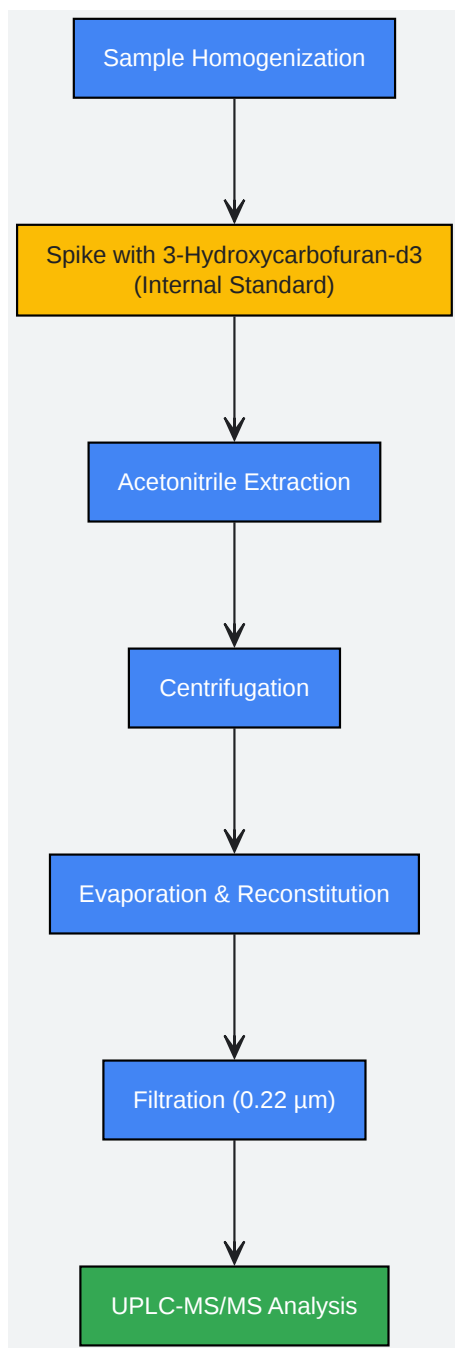 Sample Homogenization
Spike with 3-Hydroxycarbofuran-d3
(Internal Standard)
Acetonitrile Extraction
Centrifugation
Evaporation & Reconstitution
Filtration (0.22 µm)
UPLC-MS/MS Analysis